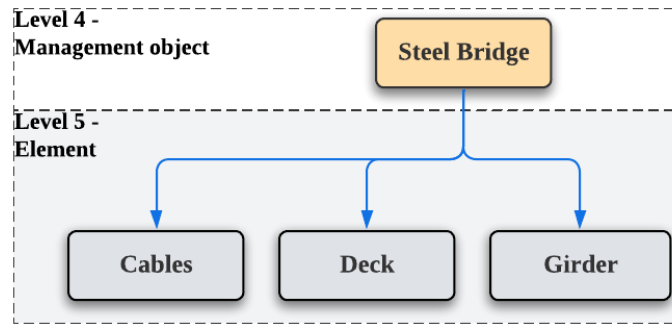 Level 4 -
Management object
Steel Bridge
Level 5 -
Element
Cables
Deck
Girder